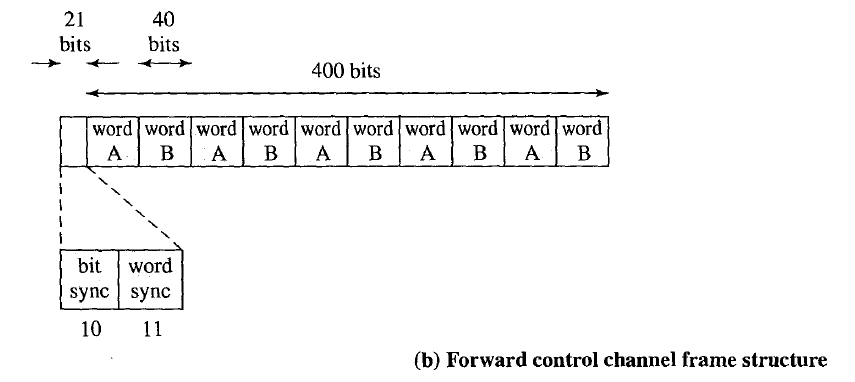 21 40
bits bits
400 bits
word word word word word word word word word word
A B A B A B A B A B
bit word
sync sync
10 11
(b) Forward control channel frame structure